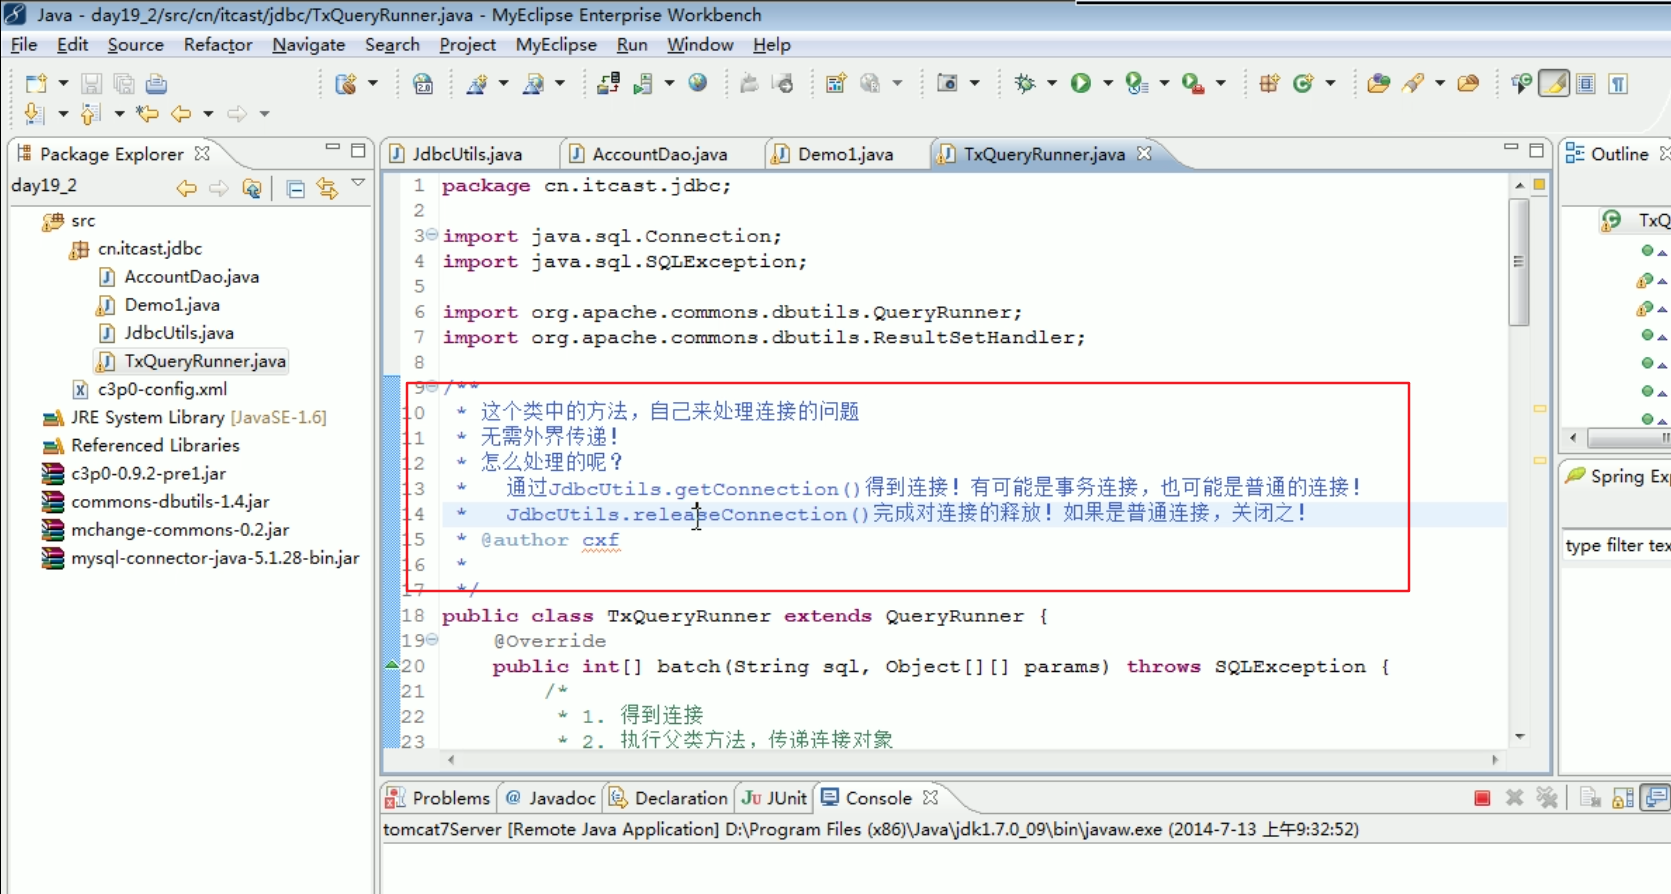 Java - day19_2/src/cn/itcast/jdbc/TxQueryRunner.java - MyEclipse Enterprise Workbench
File Edit Source Refactor Navigate Search Project MyEclipse Run Window Help
Package Explorer
day19_2
src
cn.itcast.jdbc
AccountDao.java
Demo1.java
JdbcUtils.java
TxQueryRunner.java
c3p0-config.xml
JRE System Library [JavaSE-1.6]
Referenced Libraries
c3p0-0.9.2-pre1.jar
commons-dbutils-1.4.jar
mchange-commons-0.2.jar
mysql-connector-java-5.1.28-bin.jar
JdbcUtils.java AccountDao.java Demo1.java TxQueryRunner.java
1 package cn.itcast.jdbc;
2
3 import java.sql.Connection;
4 import java.sql.SQLException;
5
6 import org.apache.commons.dbutils.QueryRunner;
7 import org.apache.commons.dbutils.ResultSetHandler;
8
9 /**
10 * 这个类中的方法，自己来处理连接的问题
11 * 无需外界传递！
12 * 怎么处理的呢？
13 * 通过JdbcUtils.getConnection()得到连接！有可能是事务连接，也可能是普通的连接！
14 * JdbcUtils.releaseConnection()完成对连接的释放！如果是普通连接，关闭之！
15 * @author cxf
16 *
17 */
18 public class TxQueryRunner extends QueryRunner {
19 @Override
20 public int[] batch(String sql, Object[][] params) throws SQLException {
21 /*
22 * 1. 得到连接
23 * 2. 执行父类方法，传递连接对象
Outline
TxQ
Spring Exp
type filter tex
Problems @ Javadoc Declaration JUnit Console
tomcat7Server [Remote Java Application] D:\Program Files (x86)\Java\jdk1.7.0_09\bin\javaw.exe (2014-7-13 上午9:32:52)